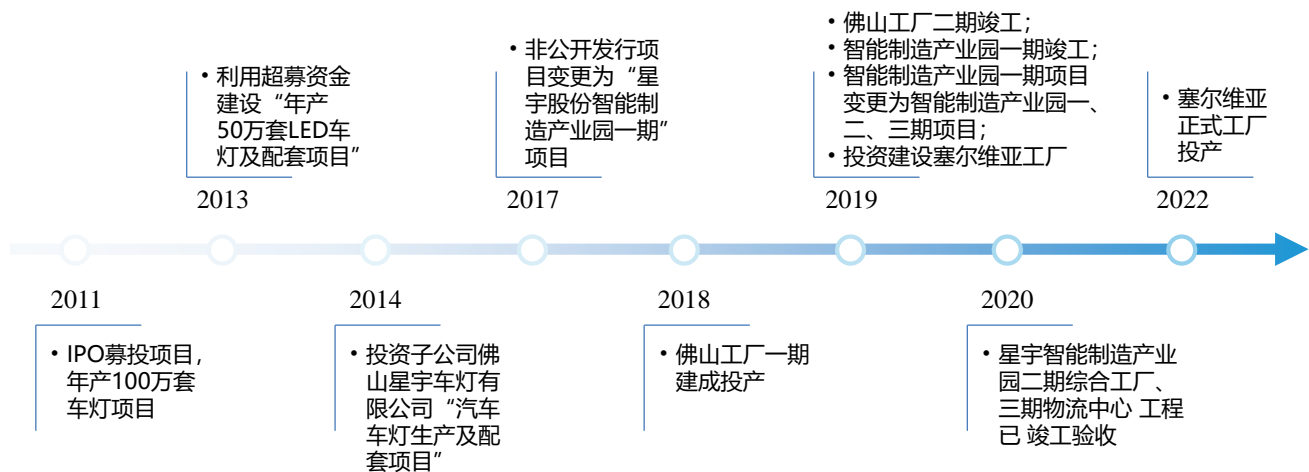 • 利用超募资金
建设“年产
50万套LED车
灯及配套项目”
2013
• 非公开发行项
目变更为“星
宇股份智能制
造产业园一期”
项目
2017
• 佛山工厂二期竣工；
• 智能制造产业园一期竣工；
• 智能制造产业园一期项目
变更为智能制造产业园一、
二、三期项目；
• 投资建设塞尔维亚工厂
2019
• 塞尔维亚
正式工厂
投产
2022
2011
• IPO募投项目，
年产100万套
车灯项目
2014
• 投资子公司佛
山星宇车灯有
限公司“汽车
车灯生产及配
套项目”
2018
• 佛山工厂一期
建成投产
2020
• 星宇智能制造产业
园二期综合工厂、
三期物流中心 工程
已 竣工验收